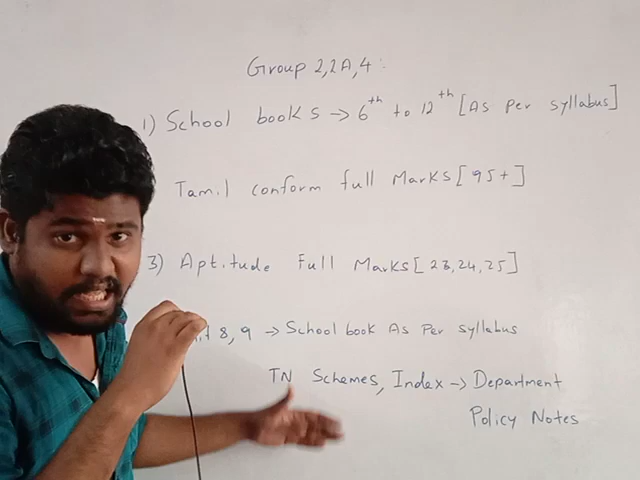 Group 2,2A,4:
1) School books → 6th to 12th [As per syllabus]
Tamil conform full Marks [95+]
3) Aptitude Full Marks [23,24,25]
8,9 → School book As Per syllabus
TN Schemes, Index → Department
Policy Notes